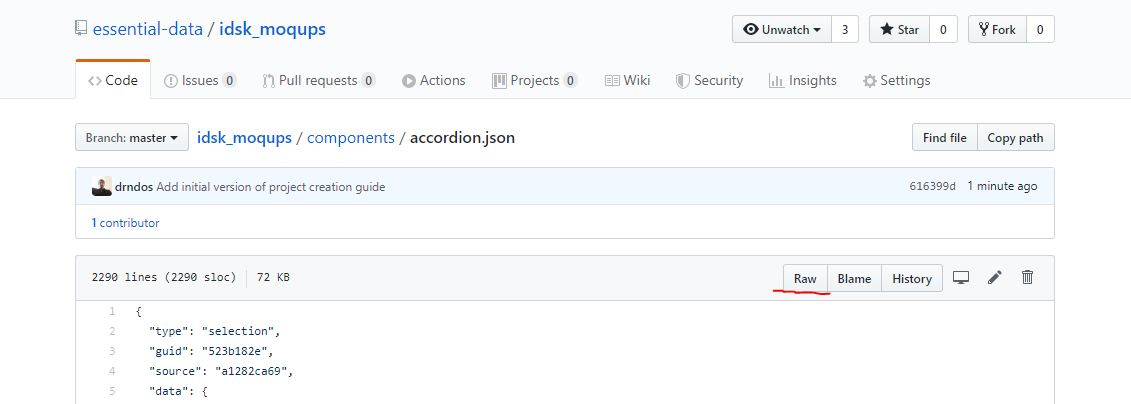 essential-data / idsk_moqups Unwatch 3 Star 0 Fork 0
Code Issues 0 Pull requests 0 Actions Projects 0 Wiki Security Insights Settings
Branch: master idsk_moqups / components / accordion.json Find file Copy path
drndos Add initial version of project creation guide 616399d 1 minute ago
1 contributor
2290 lines (2290 sloc) 72 KB Raw Blame History
1 {
2 "type": "selection",
3 "guid": "523b182e",
4 "source": "a1282ca69",
5 "data": {